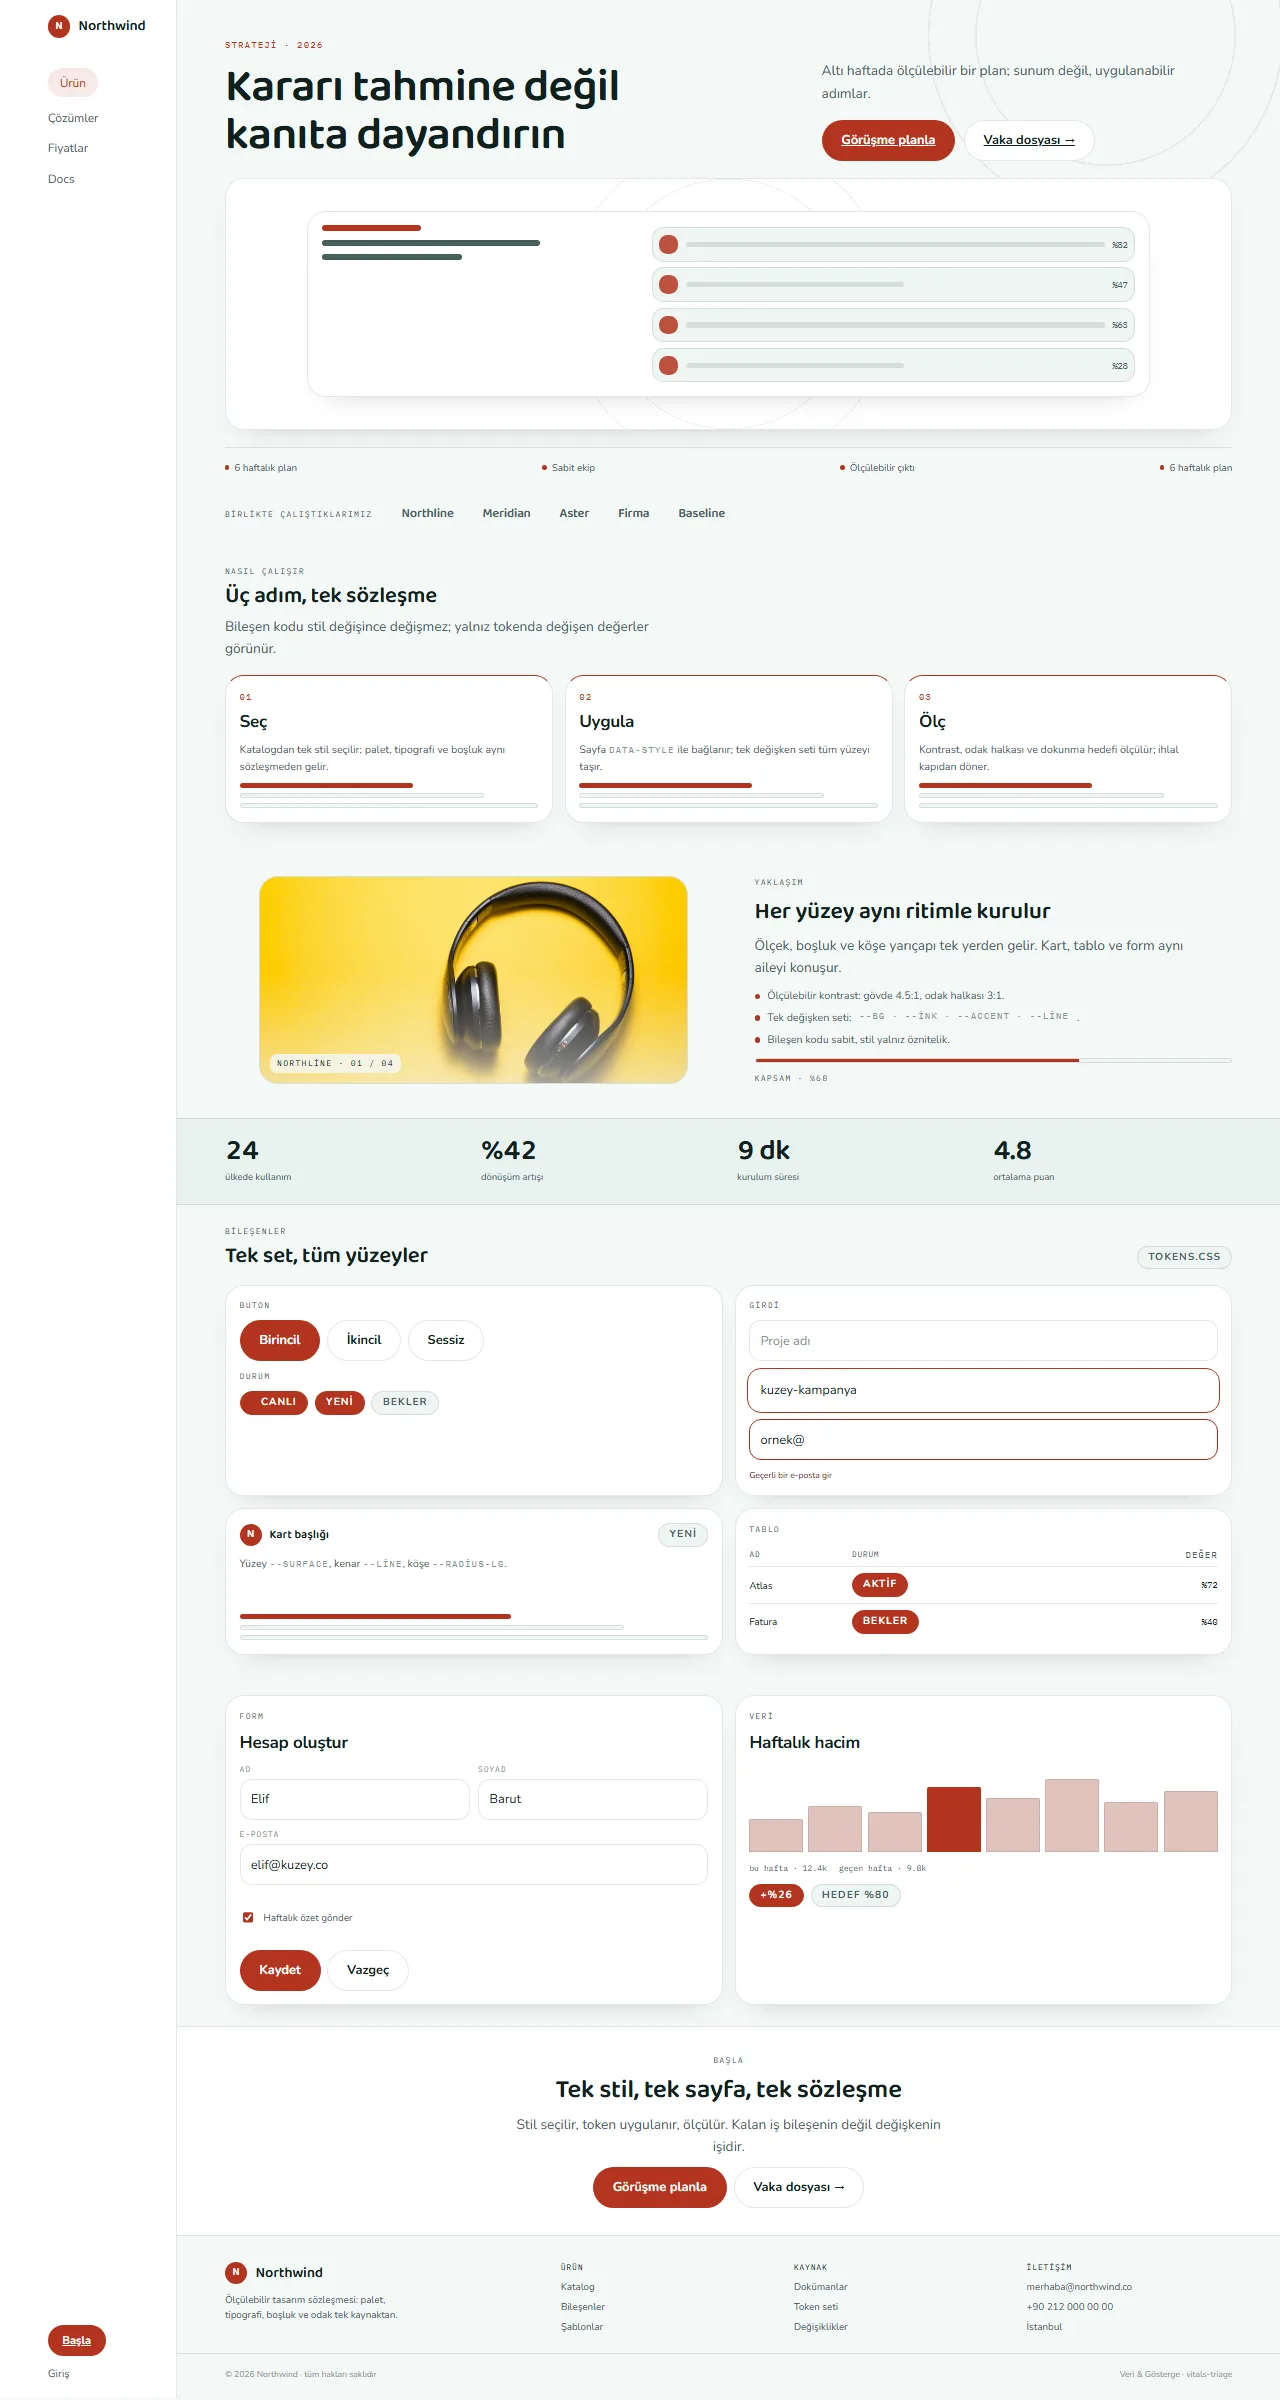 N Northwind
Ürün
Çözümler
Fiyatlar
Docs
STRATEJİ · 2026
Kararı tahmine değil
kanıta dayandırın
Altı haftada ölçülebilir bir plan; sunum değil, uygulanabilir
adımlar.
Görüşme planla
Vaka dosyası →
%82
%47
%63
%28
6 haftalık plan
Sabit ekip
Ölçülebilir çıktı
6 haftalık plan
BİRLİKTE ÇALIŞTIKLARIMIZ
Northline
Meridian
Aster
Firma
Baseline
NASIL ÇALIŞIR
Üç adım, tek sözleşme
Bileşen kodu stil değişince değişmez; yalnız tokenda değişen değerler
görünür.
01
Seç
Katalogdan tek stil seçilir; palet, tipografi ve boşluk aynı
sözleşmeden gelir.
02
Uygula
Sayfa DATA-STYLE ile bağlanır; tek değişken seti tüm yüzeyi
taşır.
03
Ölç
Kontrast, odak halkası ve dokunma hedefi ölçülür; ihlal
kapıdan döner.
NORTHLİNE · 01 / 04
YAKLAŞIM
Her yüzey aynı ritimle kurulur
Ölçek, boşluk ve köşe yarıçapı tek yerden gelir. Kart, tablo ve form aynı
aileyi konuşur.
Ölçülebilir kontrast: gövde 4.5:1, odak halkası 3:1.
Tek değişken seti: --BG · --İNK · --ACCENT · --LİNE .
Bileşen kodu sabit, stil yalnız öznitelik.
KAPSAM · %68
24
ülkede kullanım
%42
dönüşüm artışı
9 dk
kurulum süresi
4.8
ortalama puan
BİLEŞENLER
Tek set, tüm yüzeyler
TOKENS.CSS
BUTON
Birincil
İkincil
Sessiz
DURUM
CANLI
YENİ
BEKLER
GİRDİ
Proje adı
kuzey-kampanya
ornek@
Geçerli bir e-posta gir
N Kart başlığı
YENİ
Yüzey --SURFACE, kenar --LİNE, köşe --RADİUS-LG.
TABLO
AD DURUM DEĞER
Atlas AKTİF %72
Fatura BEKLER %40
FORM
Hesap oluştur
AD
SOYAD
Elif
Barut
E-POSTA
elif@kuzey.co
Haftalık özet gönder
Kaydet
Vazgeç
VERİ
Haftalık hacim
bu hafta · 12.4k geçen hafta · 9.8k
+%26
HEDEF %80
BAŞLA
Tek stil, tek sayfa, tek sözleşme
Stil seçilir, token uygulanır, ölçülür. Kalan iş bileşenin değil değişkenin
işidir.
Görüşme planla
Vaka dosyası →
N Northwind
Ölçülebilir tasarım sözleşmesi: palet,
tipografi, boşluk ve odak tek kaynaktan.
ÜRÜN
Katalog
Bileşenler
Şablonlar
KAYNAK
Dokümanlar
Token seti
Değişiklikler
İLETİŞİM
merhaba@northwind.co
+90 212 000 00 00
İstanbul
Başla
Giriş
© 2026 Northwind · tüm hakları saklıdır
Veri & Gösterge · vitals-triage